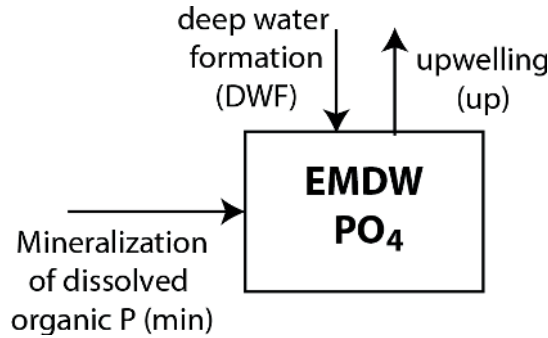 deep water
formation
(DWF)
upwelling
(up)
EMDW
PO₄
Mineralization
of dissolved
organic P (min)